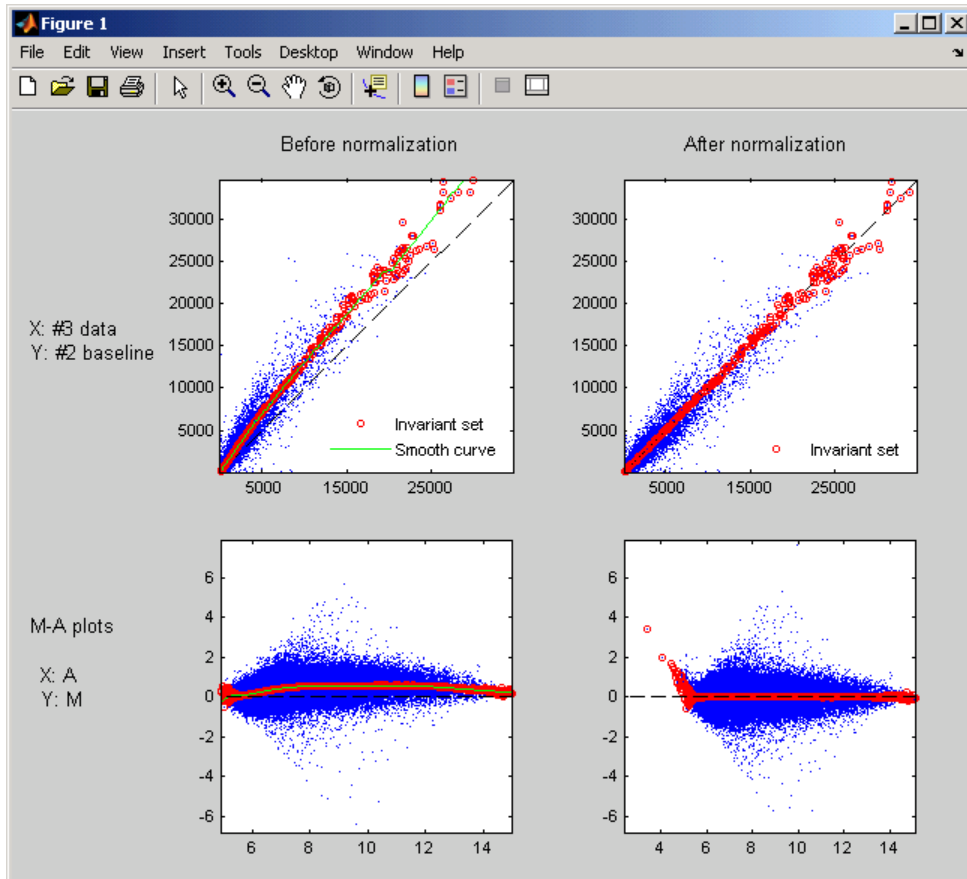 Figure 1
File Edit View Insert Tools Desktop Window Help
Before normalization
After normalization
X: #3 data
Y: #2 baseline
30000
25000
20000
15000
10000
5000
5000 15000 25000
Invariant set
Smooth curve
30000
25000
20000
15000
10000
5000
5000 15000 25000
Invariant set
M-A plots
X: A
Y: M
6
4
2
0
-2
-4
-6
6 8 10 12 14
6
4
2
0
-2
-4
-6
4 6 8 10 12 14